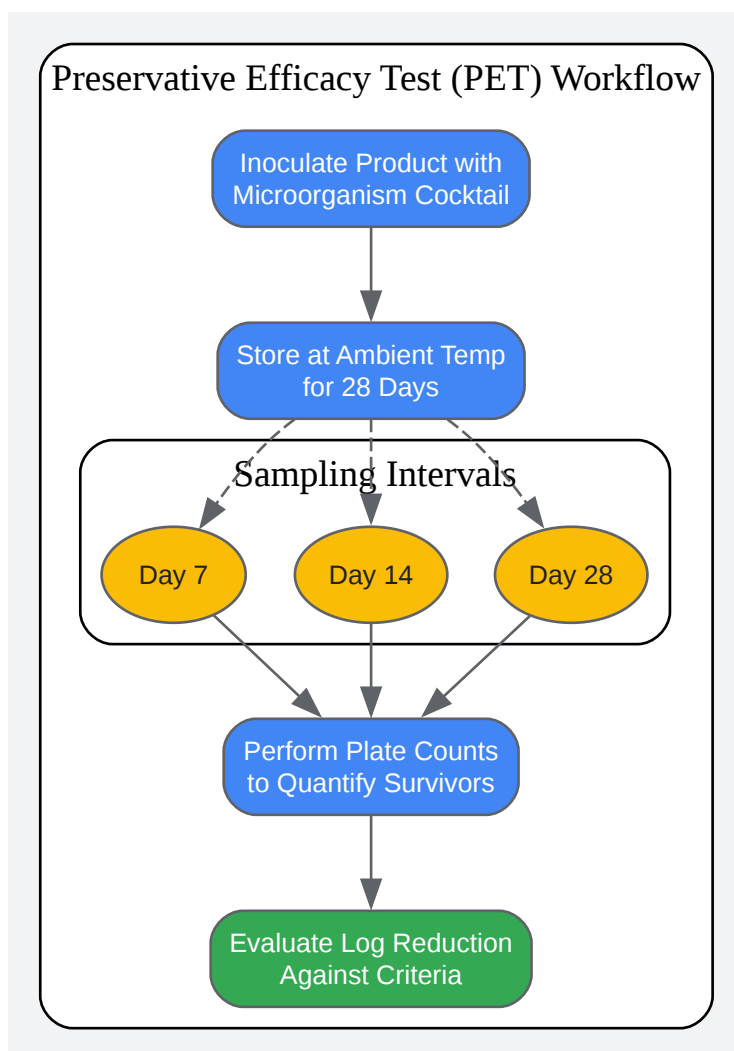 Preservative Efficacy Test (PET) Workflow
Inoculate Product with
Microorganism Cocktail
Store at Ambient Temp
for 28 Days
Sampling Intervals
Day 7
Day 14
Day 28
Perform Plate Counts
to Quantify Survivors
Evaluate Log Reduction
Against Criteria